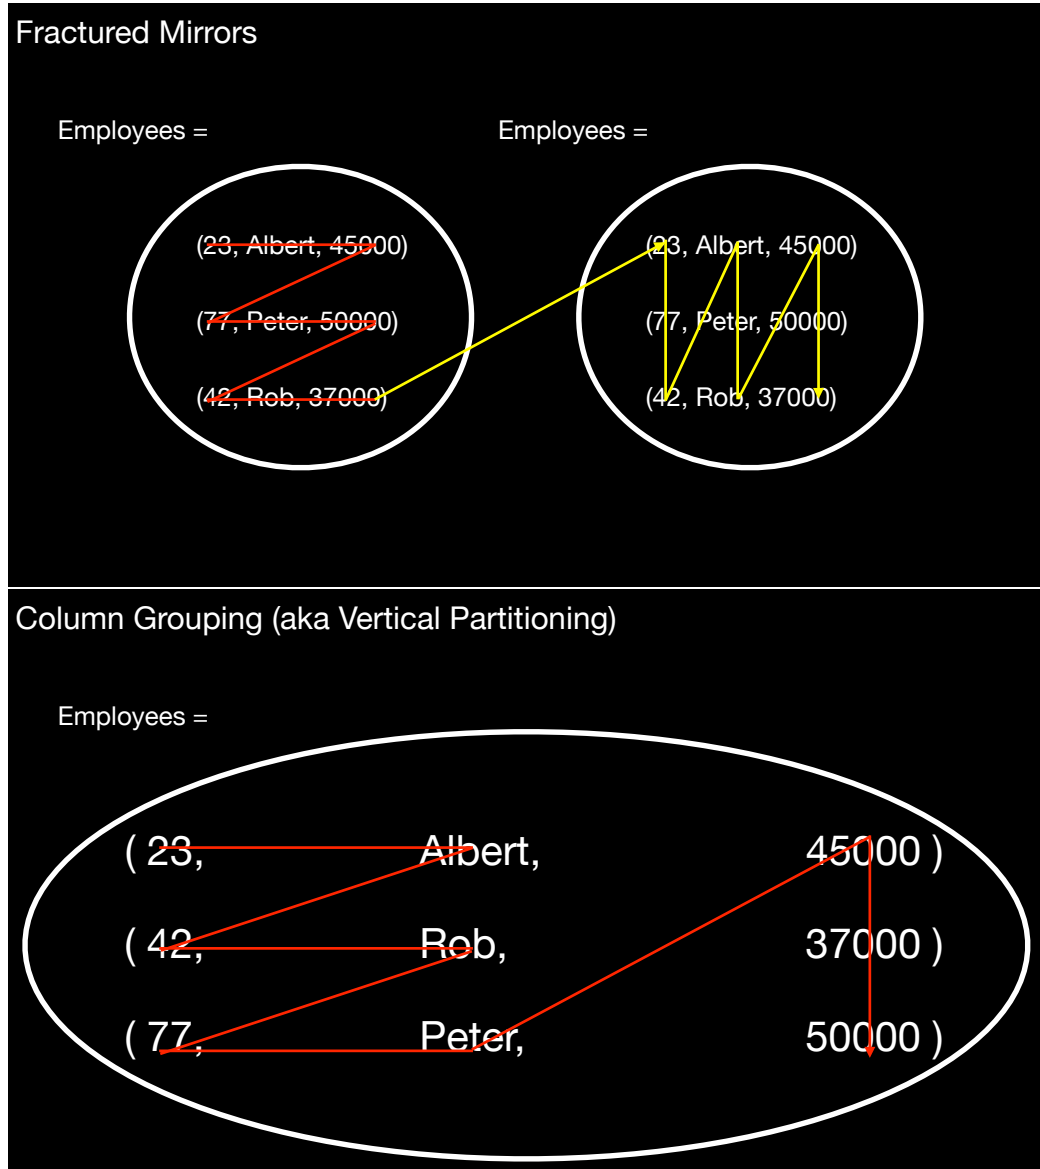 Fractured Mirrors
Employees =
Employees =
(23, Albert, 45000)
(77, Peter, 50000)
(42, Rob, 37000)
(23, Albert, 45000)
(77, Peter, 50000)
(42, Rob, 37000)
Column Grouping (aka Vertical Partitioning)
Employees =
( 23, Albert, 45000 )
( 42, Rob, 37000 )
( 77, Peter, 50000 )